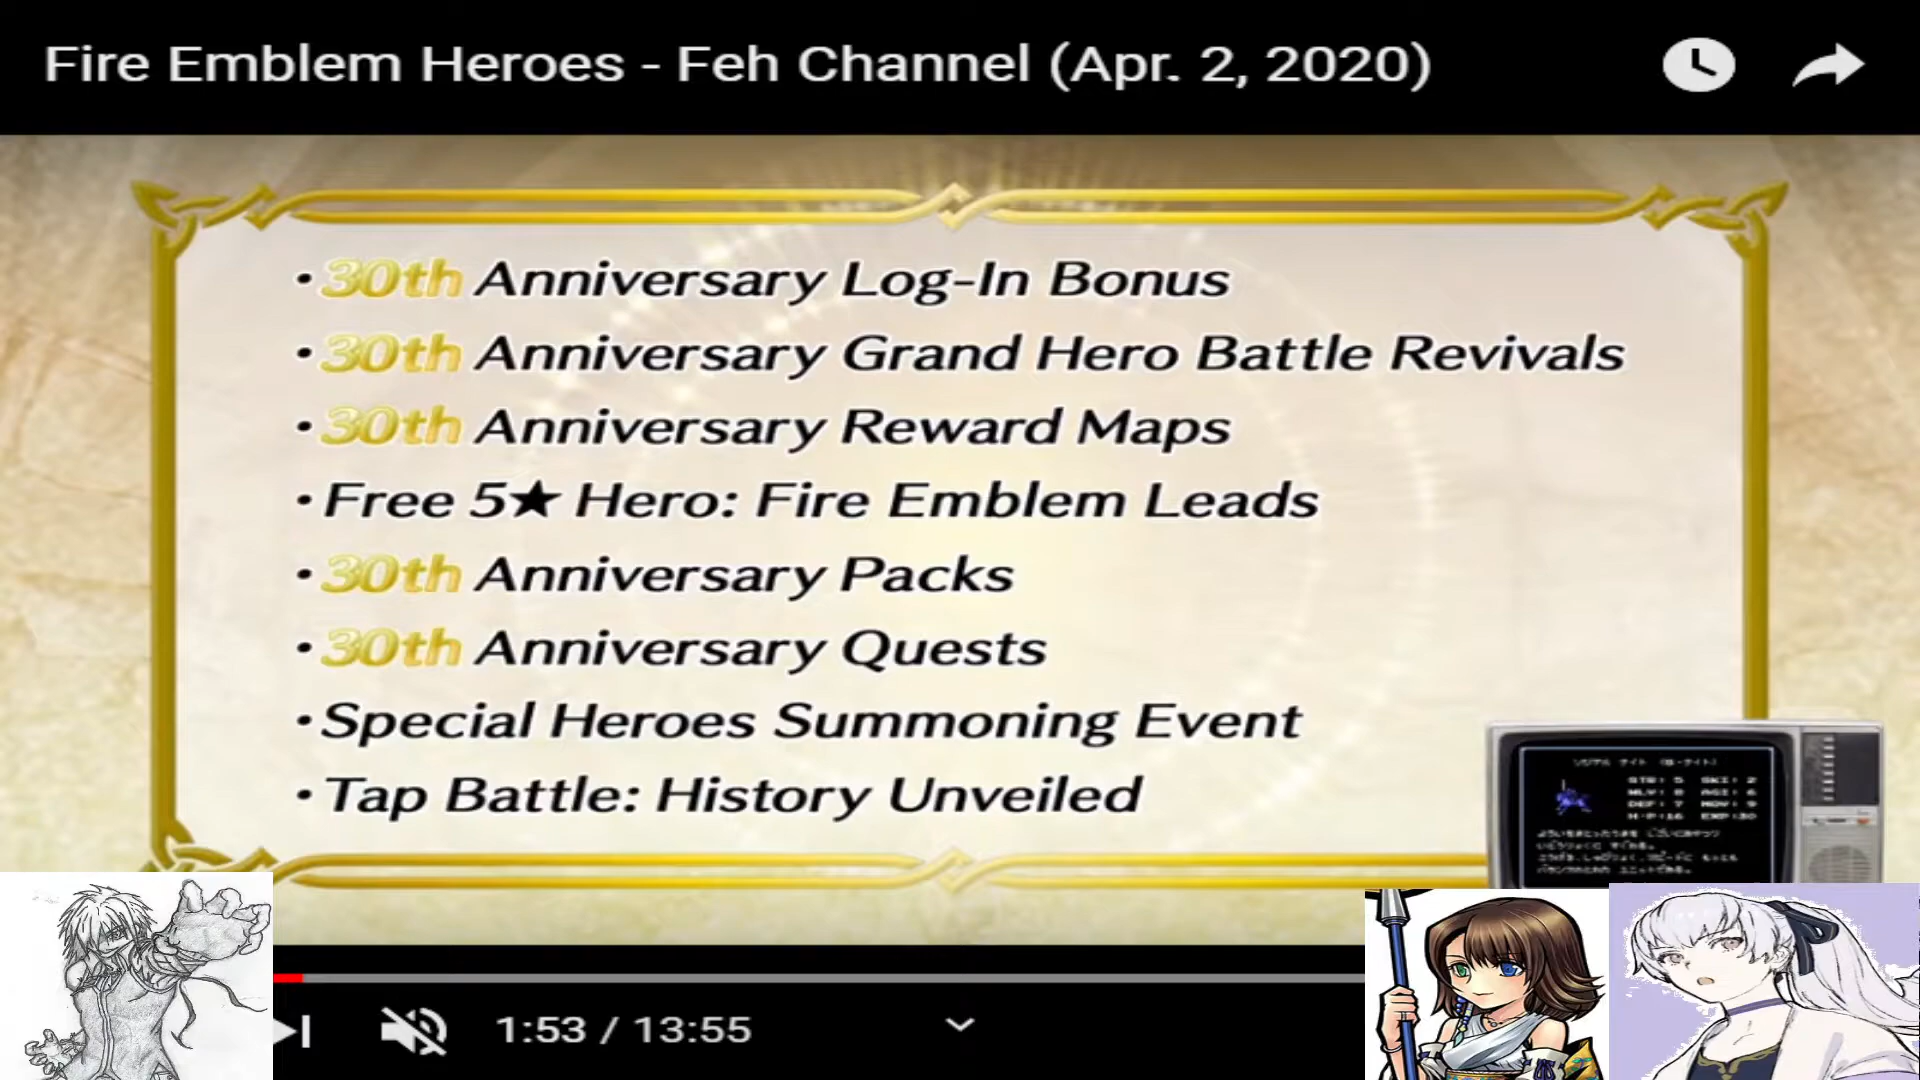 Fire Emblem Heroes - Feh Channel (Apr. 2, 2020)
• 30th Anniversary Log-In Bonus
• 30th Anniversary Grand Hero Battle Revivals
• 30th Anniversary Reward Maps
• Free 5★ Hero: Fire Emblem Leads
• 30th Anniversary Packs
• 30th Anniversary Quests
• Special Heroes Summoning Event
• Tap Battle: History Unveiled
1:53 / 13:55